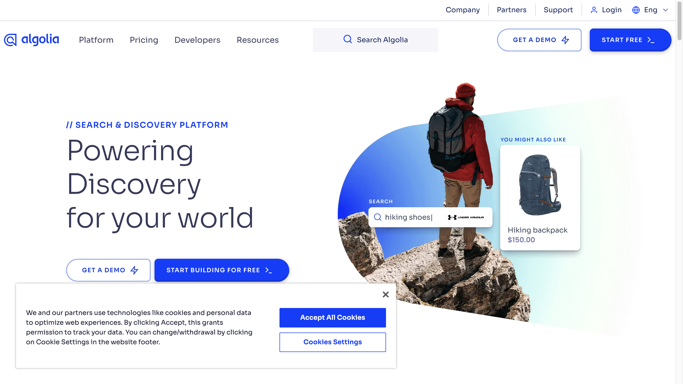 Company
Partners
Support
Login
Eng
algolia
Platform
Pricing
Developers
Resources
Search Algolia
GET A DEMO
START FREE
// SEARCH & DISCOVERY PLATFORM
Powering
Discovery
for your world
GET A DEMO
START BUILDING FOR FREE
YOU MIGHT ALSO LIKE
SEARCH
hiking shoes|
UNDER ARMOUR
Hiking backpack
$150.00
We and our partners use technologies like cookies and personal data
to optimize web experiences. By clicking Accept, this grants
permission to track your data. You can change/withdrawal by clicking
on Cookie Settings in the website footer.
Accept All Cookies
Cookies Settings